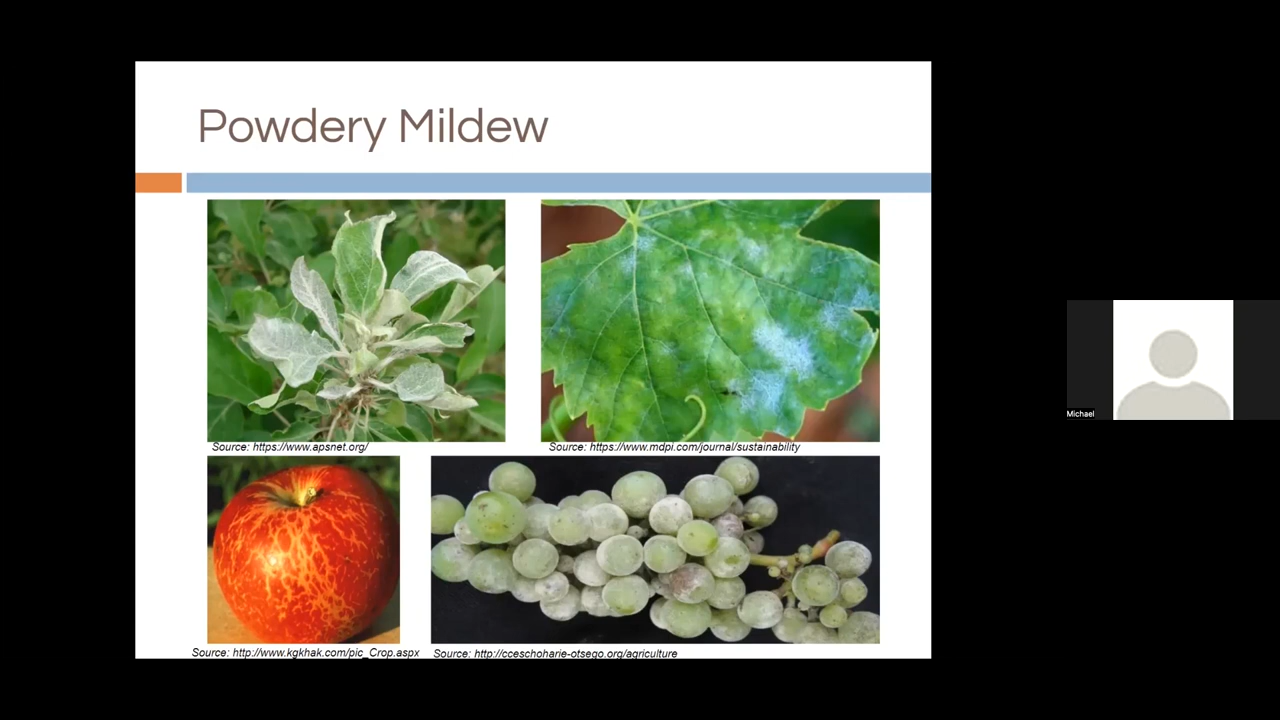 Powdery Mildew
Source: https://www.apsnet.org/
Source: https://www.mdpi.com/journal/sustainability
Source: http://www.kgkhak.com/pic_Crop.aspx
Source: http://cceschoharie-otsego.org/agriculture
Michael